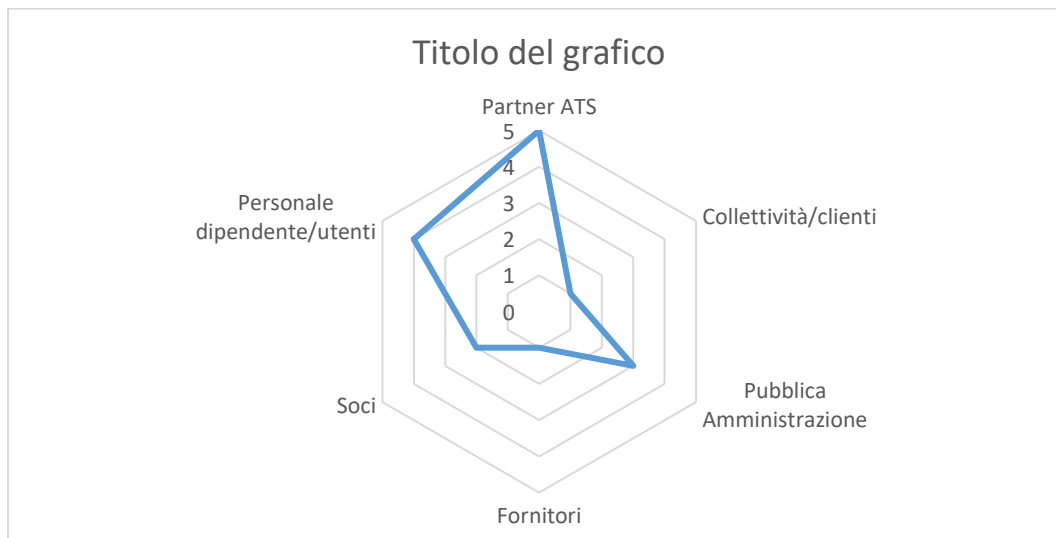 Titolo del grafico
Partner ATS
5
4
3
2
1
0
Collettività/clienti
Pubblica
Amministrazione
Fornitori
Soci
Personale
dipendente/utenti